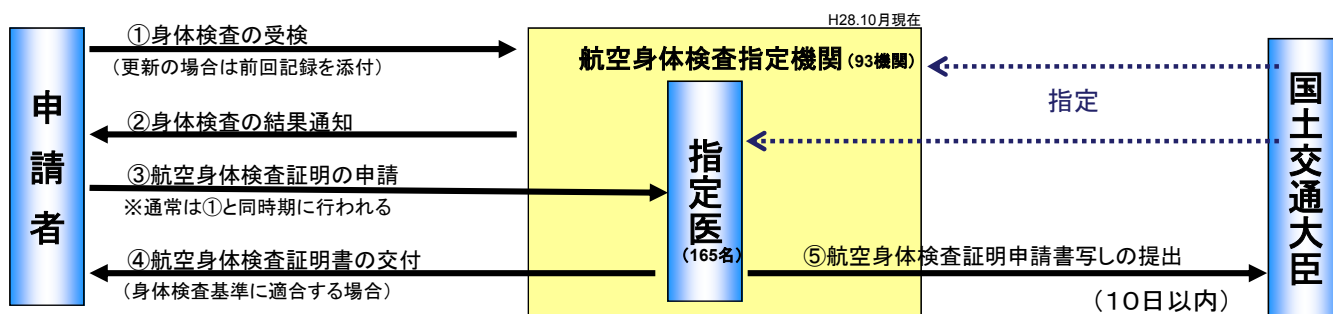 H28.10月現在
①身体検査の受検
（更新の場合は前回記録を添付）
航空身体検査指定機関（93機関）
申請者
②身体検査の結果通知
指定
国土交通大臣
指定医
（165名）
③航空身体検査証明の申請
※通常は①と同時期に行われる
④航空身体検査証明書の交付
（身体検査基準に適合する場合）
⑤航空身体検査証明申請書写しの提出
（１０日以内）